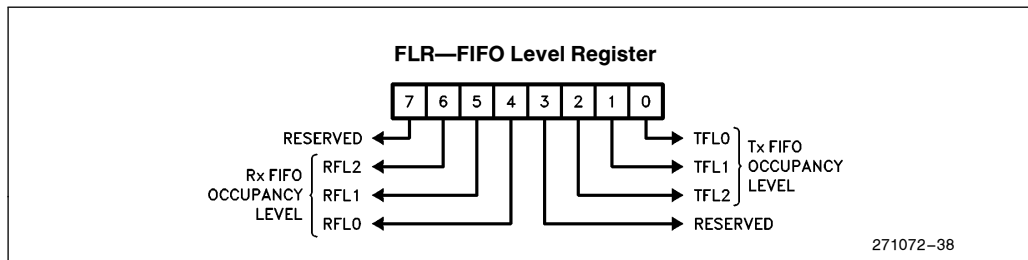 FLR—FIFO Level Register
7 6 5 4 3 2 1 0
RESERVED
RFL2
RFL1
RFL0
Rx FIFO
OCCUPANCY
LEVEL
TFL0
TFL1
TFL2
Tx FIFO
OCCUPANCY
LEVEL
RESERVED
271072–38